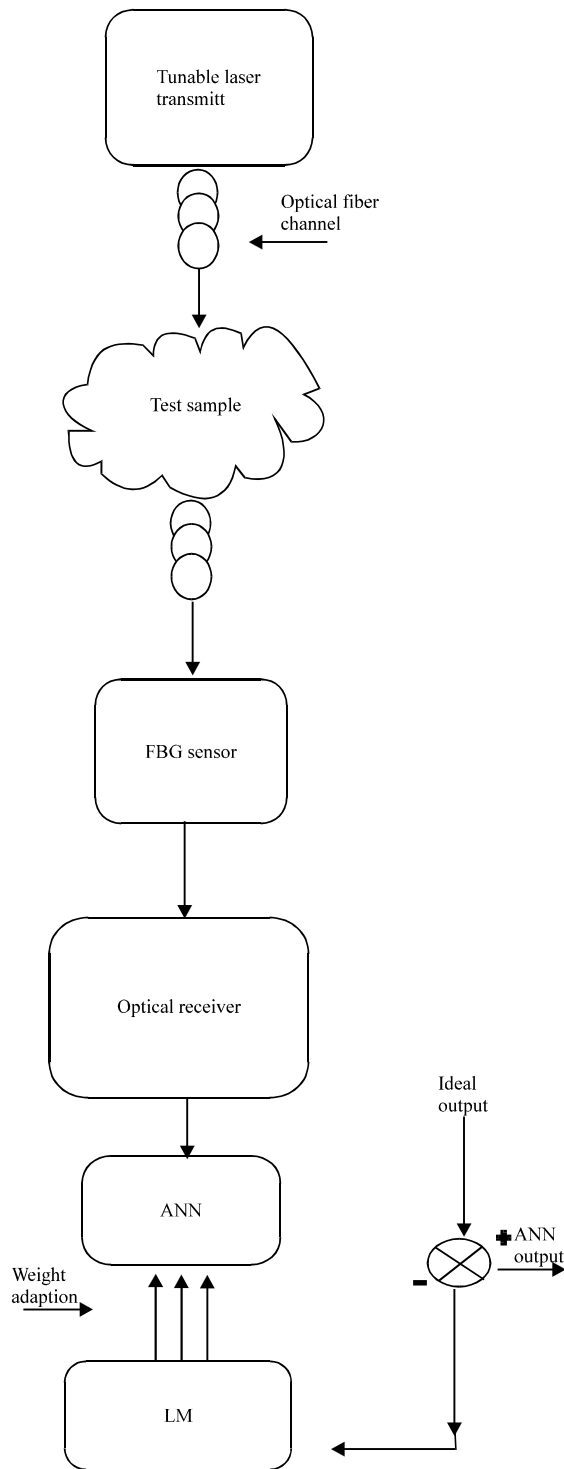 Tunable laser
transmitt
Optical fiber
channel
Test sample
FBG sensor
Optical receiver
Ideal
output
ANN
+ ANN
output
-
Weight
adaption
LM